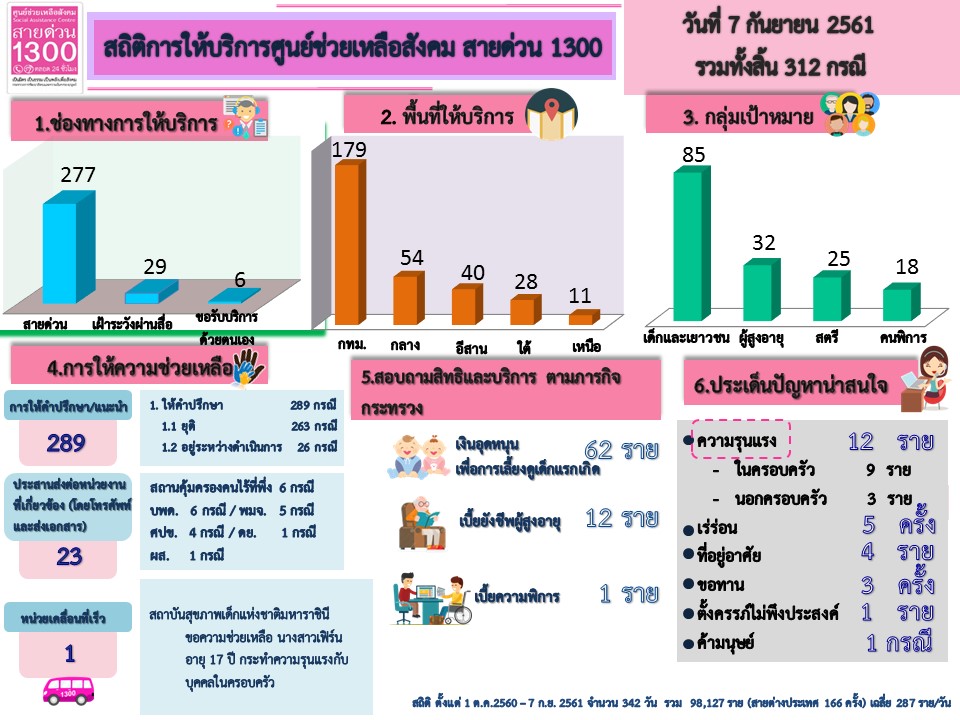 ศูนย์ช่วยเหลือสังคม
Social Assistance Centre
สายด่วน
1300
ตลอด 24 ชั่วโมง
สถิติการให้บริการศูนย์ช่วยเหลือสังคม สายด่วน 1300
วันที่ 7 กันยายน 2561
รวมทั้งสิ้น 312 กรณี
1.ช่องทางการให้บริการ
277
29
6
สายด่วน
เฝ้าระวังผ่านสื่อ
ขอรับบริการ
ด้วยตนเอง
2. พื้นที่ให้บริการ
179
54
40
28
11
กทม.
กลาง
อีสาน
ใต้
เหนือ
3. กลุ่มเป้าหมาย
85
32
25
18
เด็กและเยาวชน
ผู้สูงอายุ
สตรี
คนพิการ
4.การให้ความช่วยเหลือ
การให้คำปรึกษา/แนะนำ
289
1. ให้คำปรึกษา 289 กรณี
1.1 ยุติ 263 กรณี
1.2 อยู่ระหว่างดำเนินการ 26 กรณี
ประสานส่งต่อหน่วยงาน
ที่เกี่ยวข้อง (โดยโทรศัพท์
และส่งเอกสาร)
23
สถานคุ้มครองคนไร้ที่พึ่ง 6 กรณี
บพด. 6 กรณี / พมจ. 5 กรณี
ศปช. 4 กรณี / ดย. 1 กรณี
ผส. 1 กรณี
หน่วยเคลื่อนที่เร็ว
1
1300
สถาบันสุขภาพเด็กแห่งชาติมหาราชินี
ขอความช่วยเหลือ นางสาวเฟิร์น
อายุ 17 ปี กระทำความรุนแรงกับ
บุคคลในครอบครัว
5.สอบถามสิทธิและบริการ ตามภารกิจ
กระทรวง
เงินอุดหนุน
เพื่อการเลี้ยงดูเด็กแรกเกิด
62 ราย
เบี้ยยังชีพผู้สูงอายุ 12 ราย
เบี้ยความพิการ 1 ราย
6.ประเด็นปัญหาน่าสนใจ
ความรุนแรง 12 ราย
- ในครอบครัว 9 ราย
- นอกครอบครัว 3 ราย
เร่ร่อน 5 ครั้ง
ที่อยู่อาศัย 4 ราย
ขอทาน 3 ครั้ง
ตั้งครรภ์ไม่พึงประสงค์ 1 ราย
ค้ามนุษย์ 1 กรณี
สถิติ ตั้งแต่ 1 ต.ค.2560 – 7 ก.ย. 2561 จำนวน 342 วัน รวม 98,127 ราย (สายต่างประเทศ 166 ครั้ง) เฉลี่ย 287 ราย/วัน